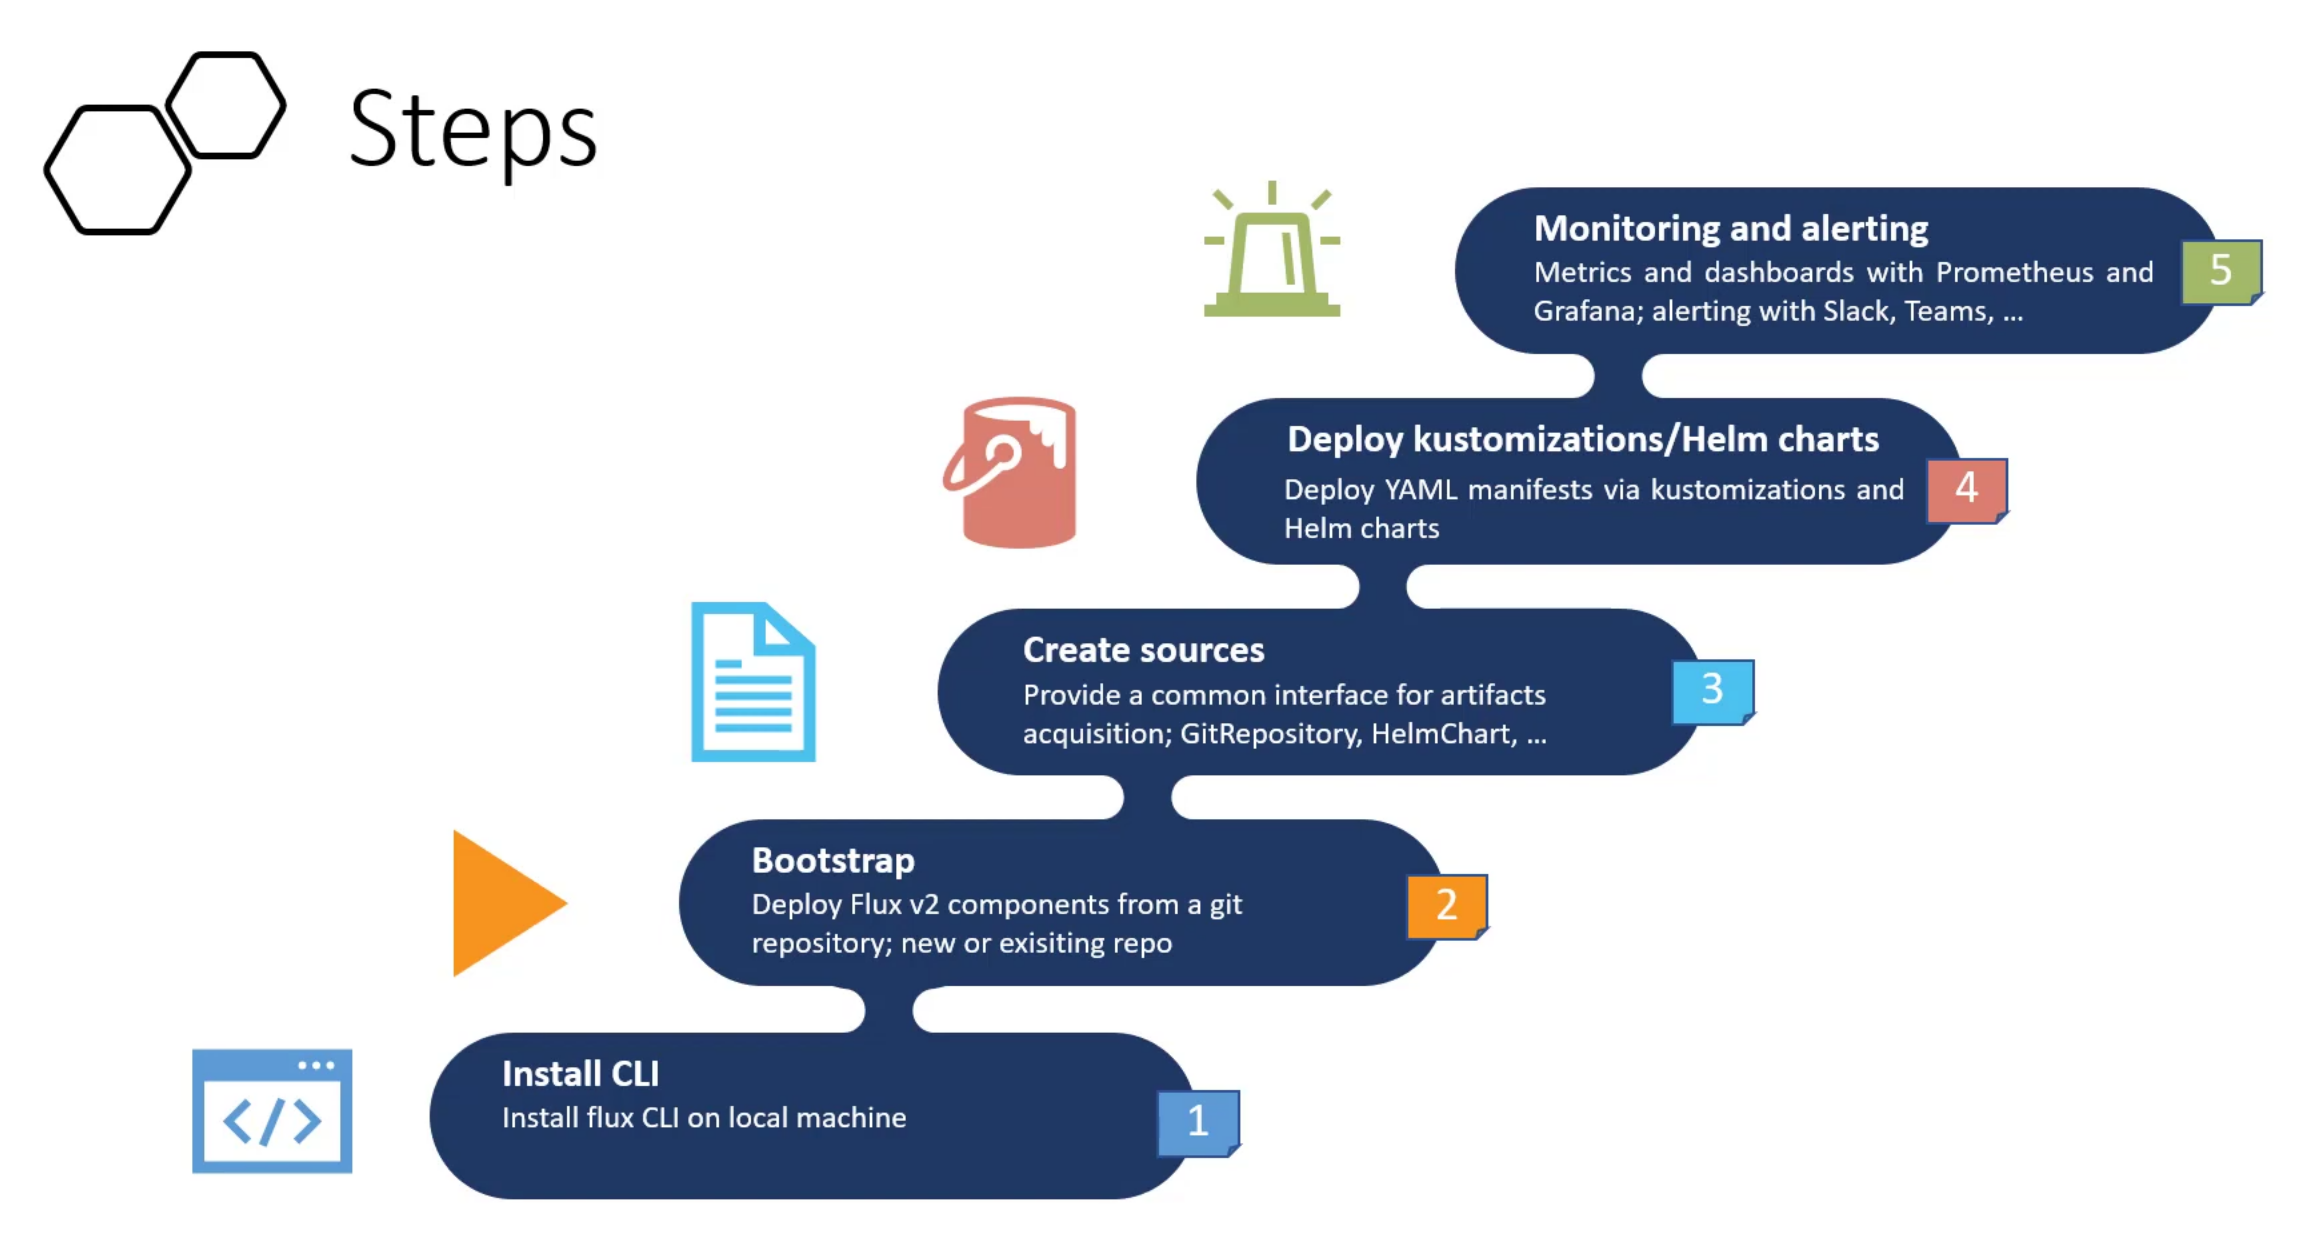 Steps
Monitoring and alerting
Metrics and dashboards with Prometheus and
Grafana; alerting with Slack, Teams, ...
5
Deploy kustomizations/Helm charts
Deploy YAML manifests via kustomizations and
Helm charts
4
Create sources
Provide a common interface for artifacts
acquisition; GitRepository, HelmChart, ...
3
Bootstrap
Deploy Flux v2 components from a git
repository; new or exisiting repo
2
Install CLI
Install flux CLI on local machine
1